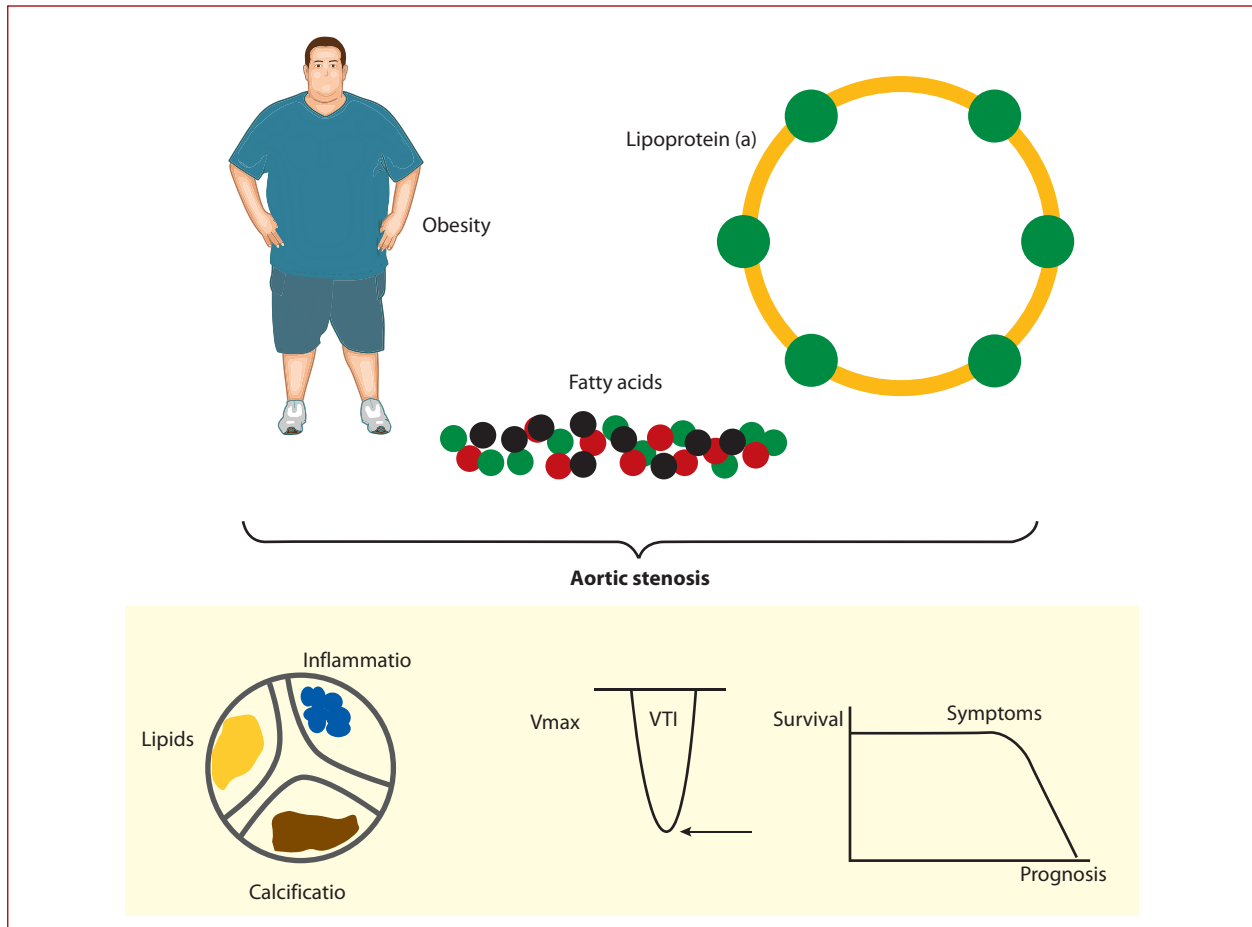 Lipoprotein (a)
Obesity
Fatty acids
Aortic stenosis
Inflammatio
Lipids
Calcificatio
Vmax
VTI
Survival
Symptoms
Prognosis